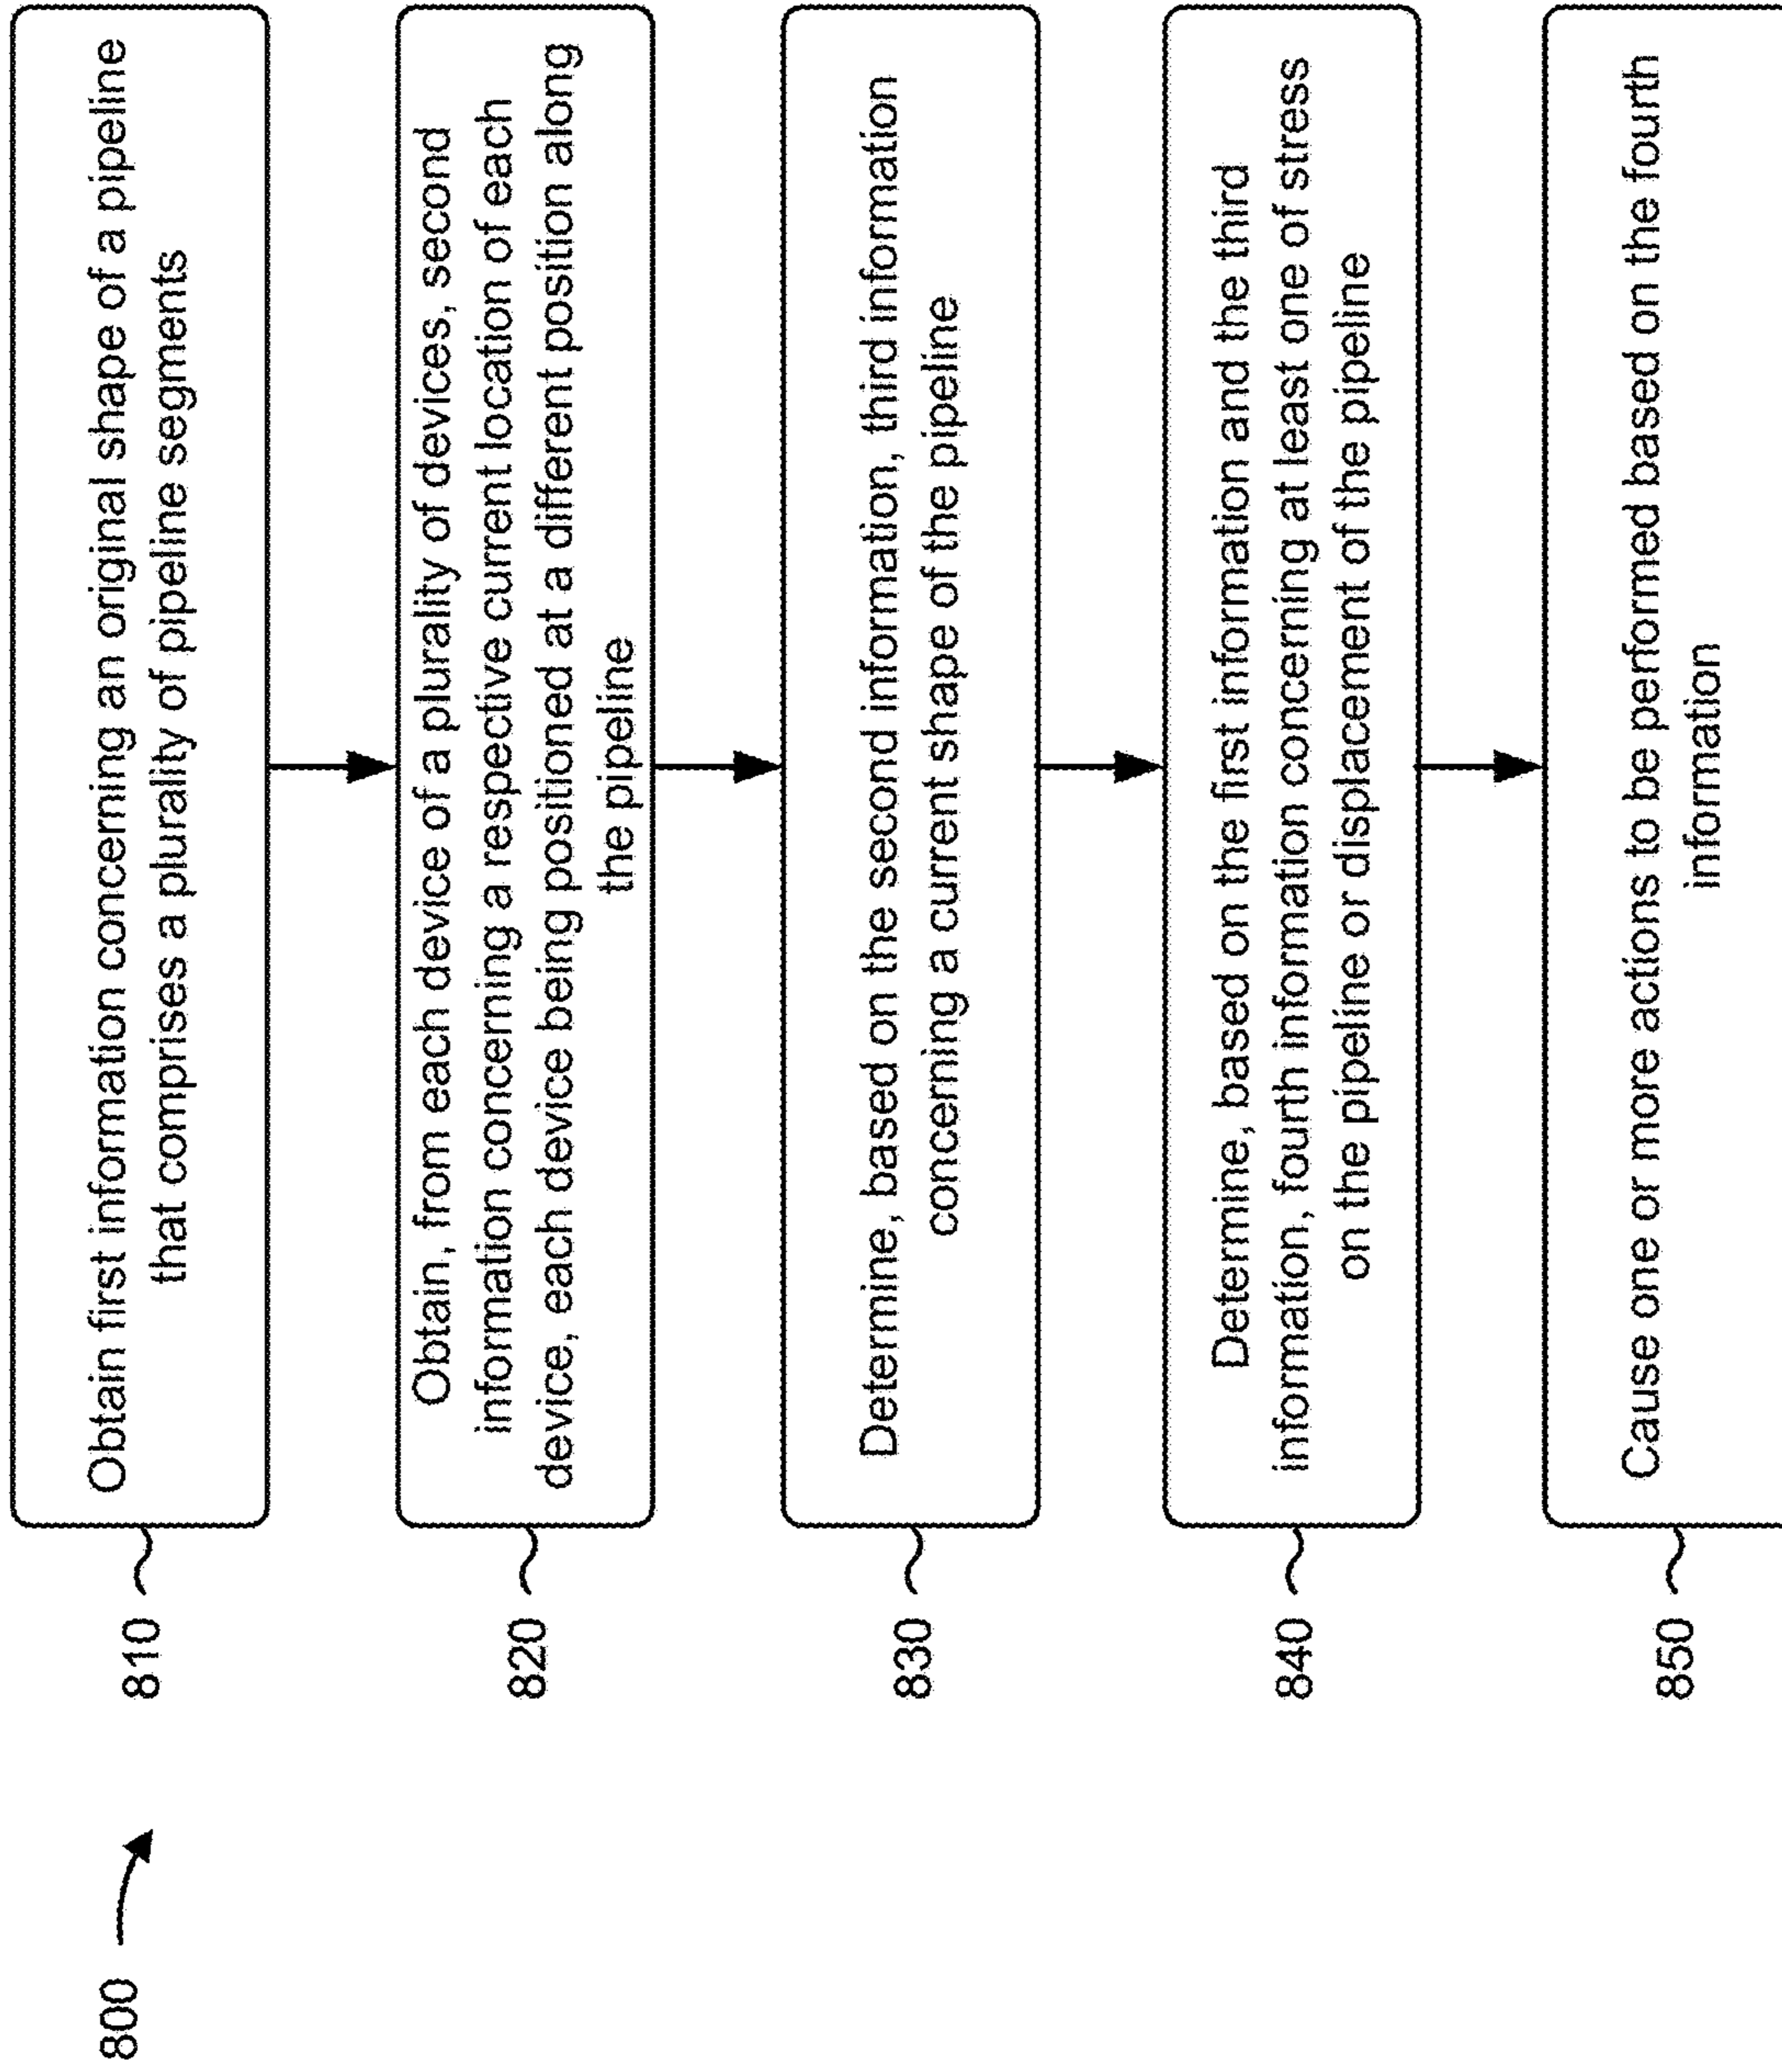 800
810
Obtain first information concerning an original shape of a pipeline
that comprises a plurality of pipeline segments
820
Obtain, from each device of a plurality of devices, second
information concerning a respective current location of each
device, each device being positioned at a different position along
the pipeline
830
Determine, based on the second information, third information
concerning a current shape of the pipeline
840
Determine, based on the first information and the third
information, fourth information concerning at least one of stress
on the pipeline or displacement of the pipeline
850
Cause one or more actions to be performed based on the fourth
information